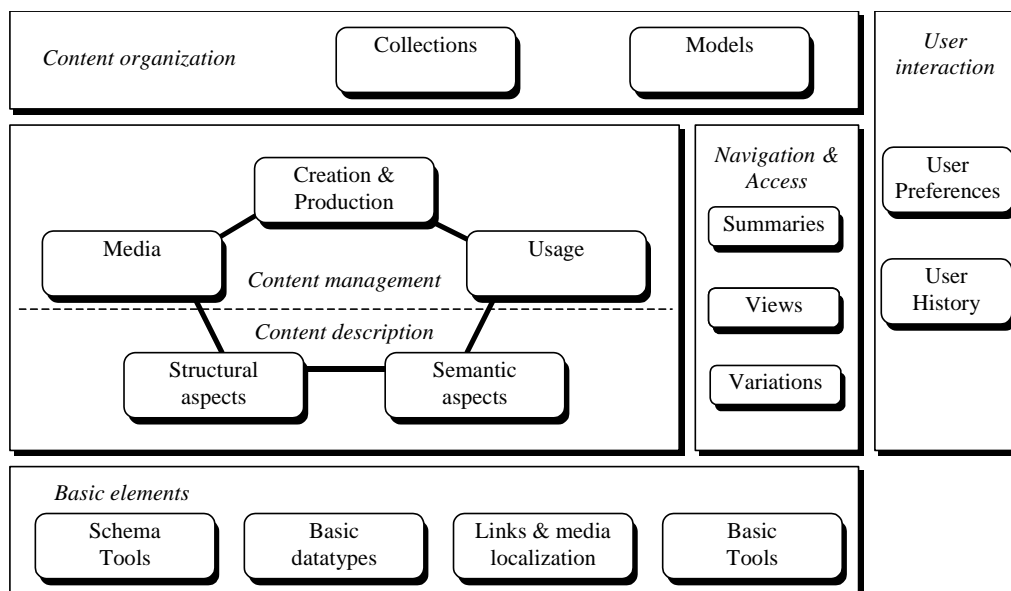 Content organization
Collections
Models
User
interaction
User
Preferences
User
History
Creation &
Production
Media
Usage
Content management
Content description
Structural
aspects
Semantic
aspects
Navigation &
Access
Summaries
Views
Variations
Basic elements
Schema
Tools
Basic
datatypes
Links & media
localization
Basic
Tools